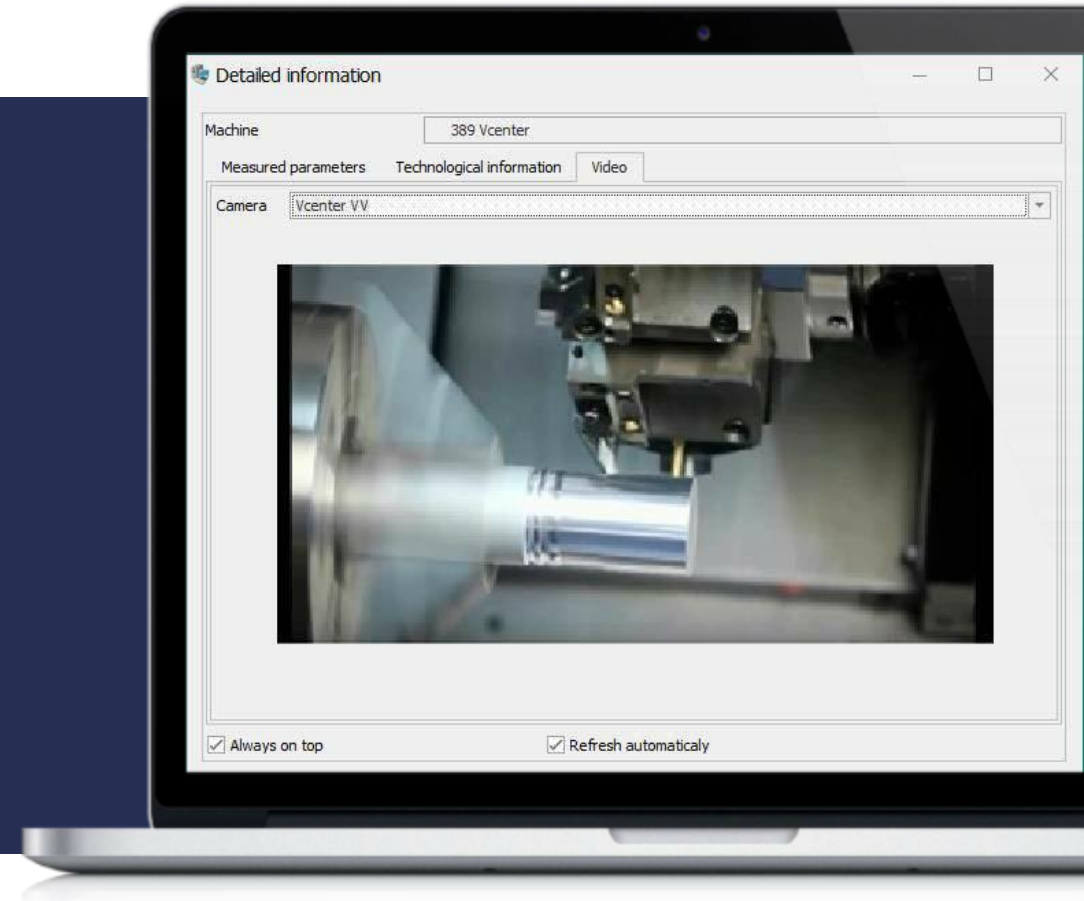 Detailed information
Machine 389 Vcenter
Measured parameters Technological information Video
Camera Vcenter VV
Always on top Refresh automaticaly